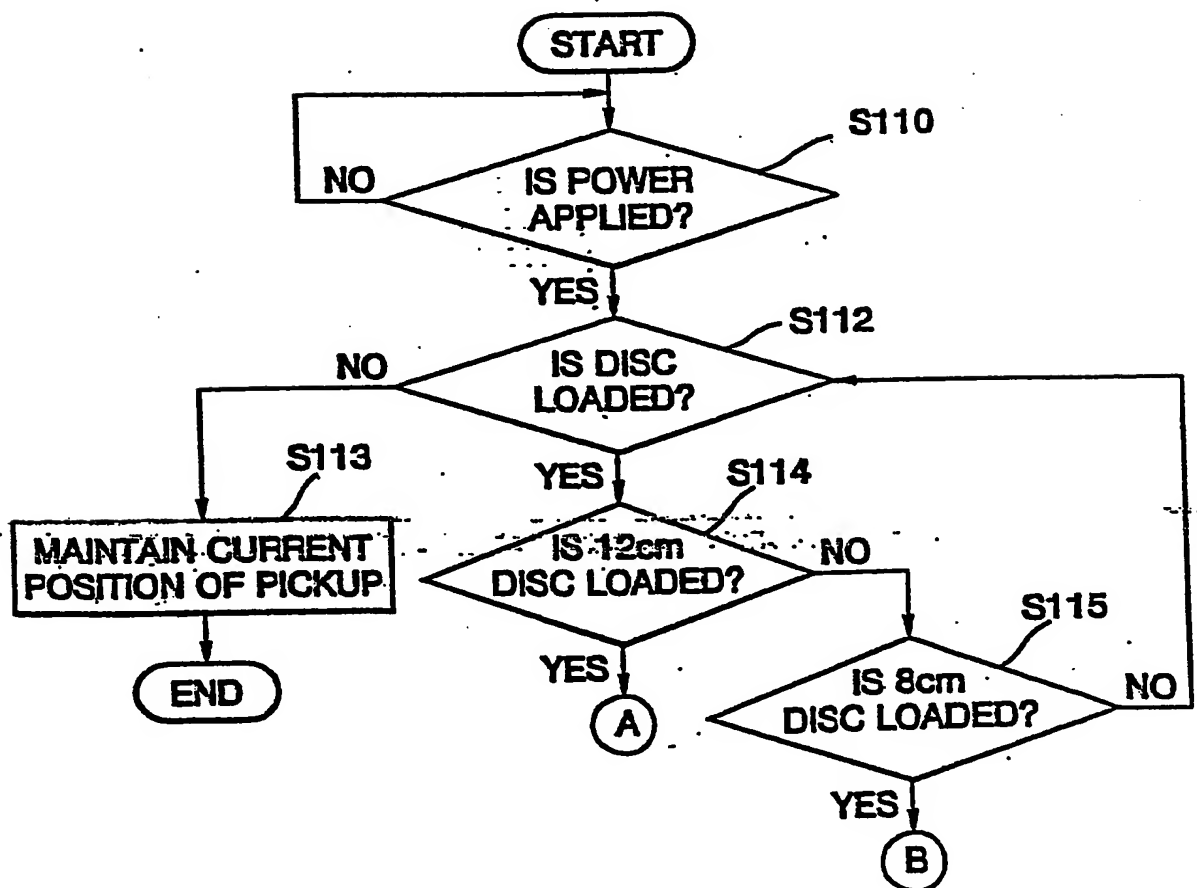 START
S110
NO
IS POWER
APPLIED?
YES
S112
NO
IS DISC
LOADED?
S113
YES
S114
MAINTAIN CURRENT
POSITION OF PICKUP
IS 12cm
DISC LOADED?
NO
S115
END
YES
A
IS 8cm
DISC LOADED?
NO
YES
B